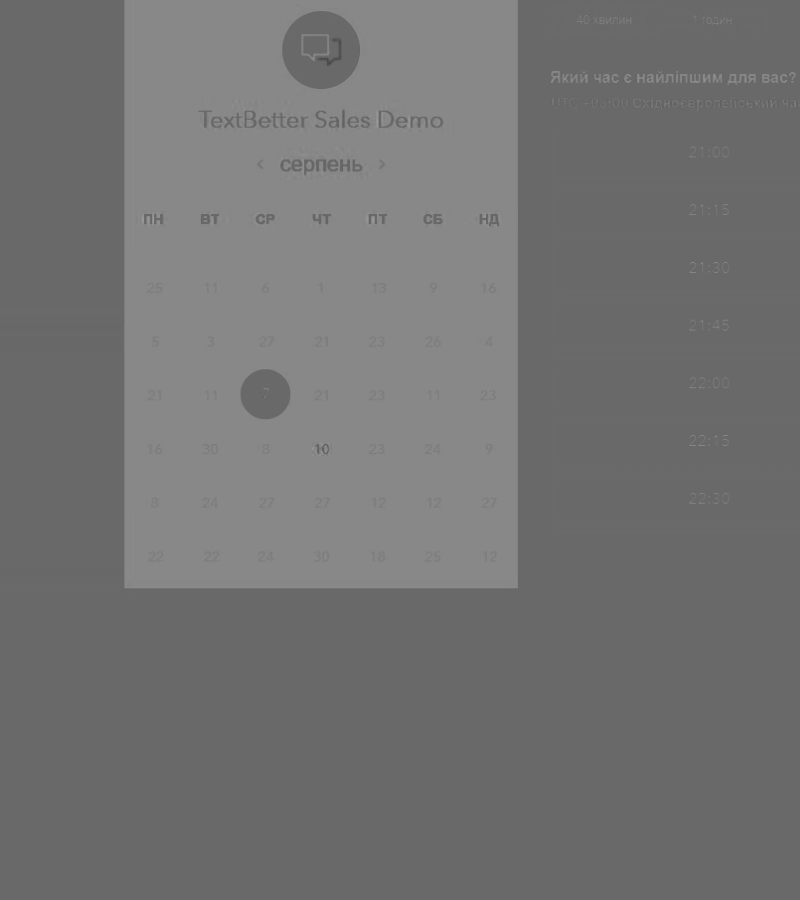 TextBetter Sales Demo
‹ серпень ›
ПН ВТ СР ЧТ ПТ СБ НД
25 11 6 1 13 9 16
5 3 27 21 23 26 4
21 11 7 21 23 11 23
16 30 8 10 23 24 9
8 24 27 27 12 12 27
22 22 24 30 18 25 12
40 хвилин 1 годин
Який час є найліпшим для вас?
UTC +03:00 Східноєвропейський
21:00
21:15
21:30
21:45
22:00
22:15
22:30